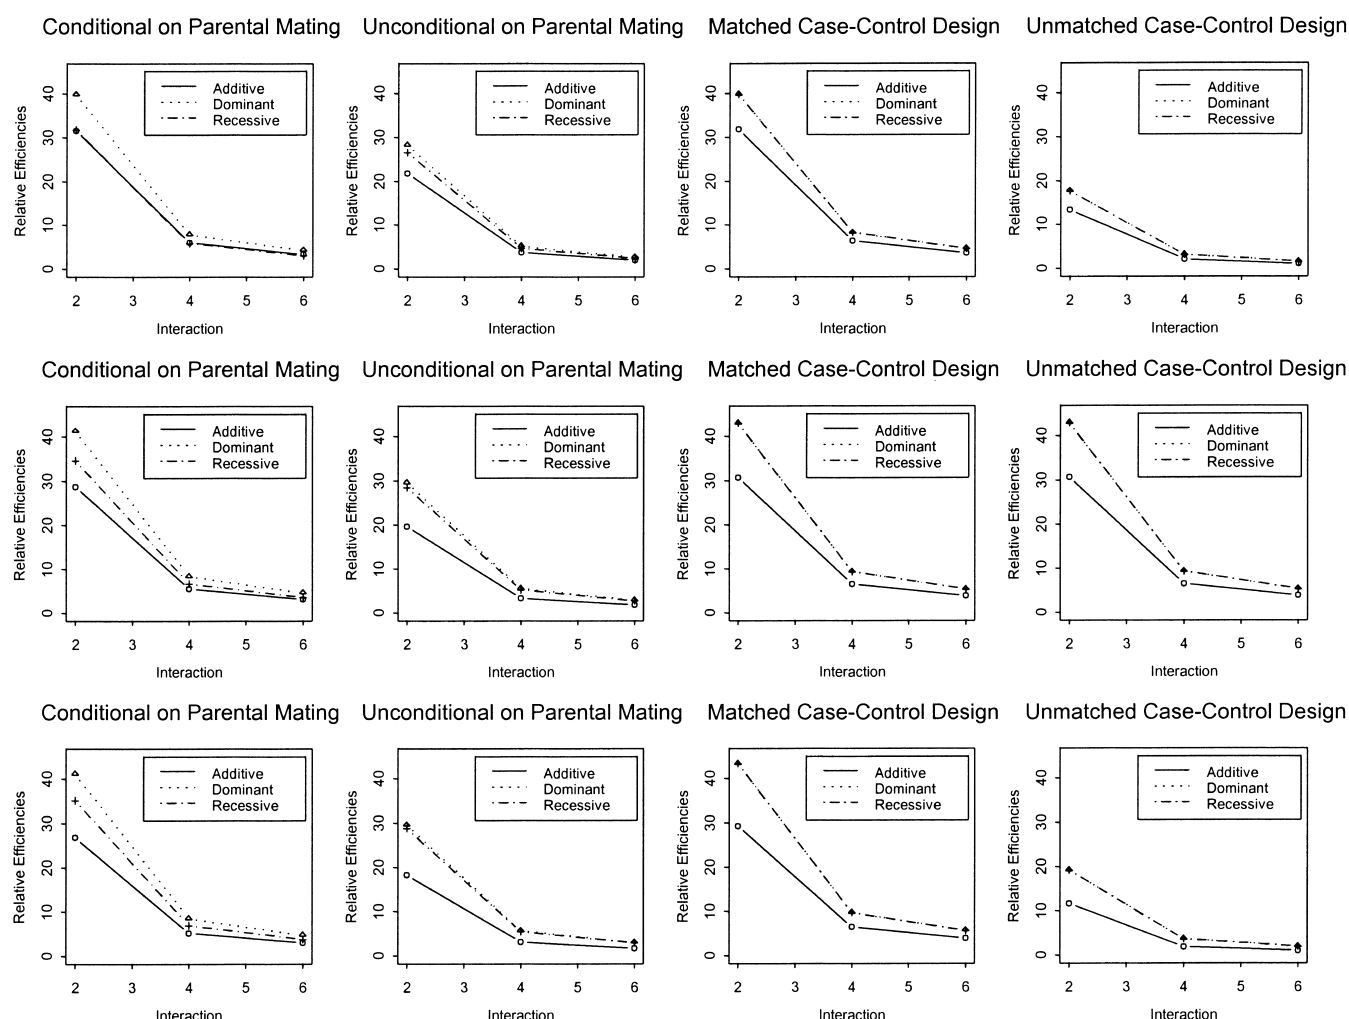 Conditional on Parental Mating
Unconditional on Parental Mating
Matched Case-Control Design
Unmatched Case-Control Design
Relative Efficiencies
40
30
20
10
0
Additive
Dominant
Recessive
2 3 4 5 6
Interaction
Relative Efficiencies
40
30
20
10
0
Additive
Dominant
Recessive
2 3 4 5 6
Interaction
Relative Efficiencies
40
30
20
10
0
Additive
Dominant
Recessive
2 3 4 5 6
Interaction
Relative Efficiencies
40
30
20
10
0
Additive
Dominant
Recessive
2 3 4 5 6
Interaction
Conditional on Parental Mating
Unconditional on Parental Mating
Matched Case-Control Design
Unmatched Case-Control Design
Relative Efficiencies
40
30
20
10
0
Additive
Dominant
Recessive
2 3 4 5 6
Interaction
Relative Efficiencies
40
30
20
10
0
Additive
Dominant
Recessive
2 3 4 5 6
Interaction
Relative Efficiencies
40
30
20
10
0
Additive
Dominant
Recessive
2 3 4 5 6
Interaction
Relative Efficiencies
40
30
20
10
0
Additive
Dominant
Recessive
2 3 4 5 6
Interaction
Conditional on Parental Mating
Unconditional on Parental Mating
Matched Case-Control Design
Unmatched Case-Control Design
Relative Efficiencies
40
30
20
10
0
Additive
Dominant
Recessive
2 3 4 5 6
Interaction
Relative Efficiencies
40
30
20
10
0
Additive
Dominant
Recessive
2 3 4 5 6
Interaction
Relative Efficiencies
40
30
20
10
0
Additive
Dominant
Recessive
2 3 4 5 6
Interaction
Relative Efficiencies
40
30
20
10
0
Additive
Dominant
Recessive
2 3 4 5 6
Interaction